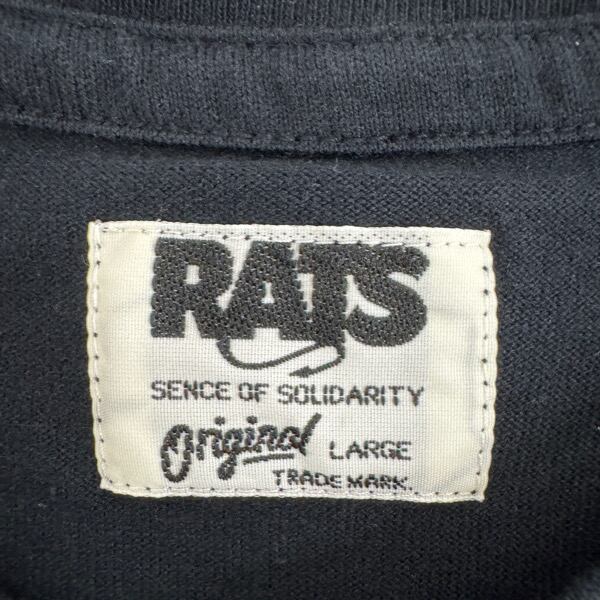 RATS
SENCE OF SOLIDARITY
Original LARGE
TRADE MARK.